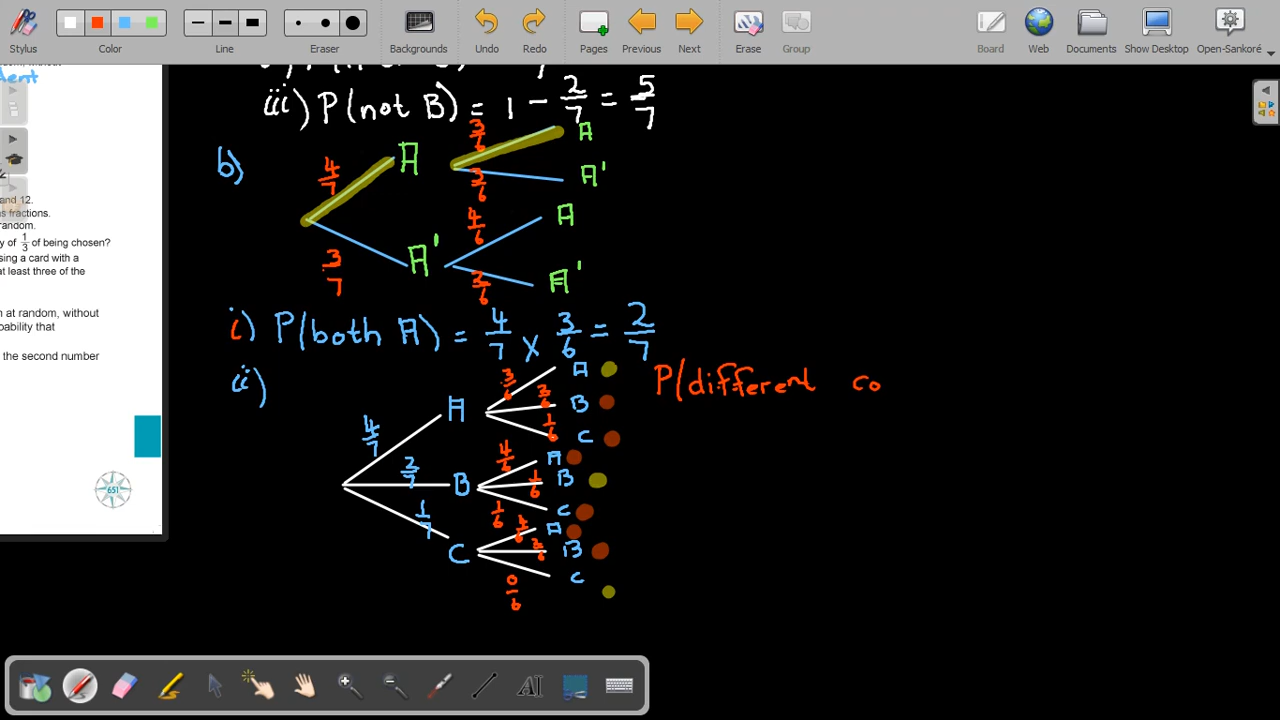 Stylus Color Line Eraser Backgrounds Undo Redo Pages Previous Next Erase Group Board Web Documents Show Desktop Open-Sankoré
iii) P(not B) = 1 - 2/7 = 5/7
and 12.
s fractions.
random.
y of 1/3 of being chosen?
sing a card with a
at least three of the
n at random, without
bability that
the second number
651
b)
4/7 A 3/6 A
3/6 A'
3/7 A' 4/6 A
A'
i) P(both A) = 4/7 x 3/6 = 2/7
ii)
P(different co
4/7 A 3/6 A
2/6 B
1/6 C
2/7 B 4/6 A
1/6 B
1/6 C
1/7 C 4/6 A
2/6 B
0/6 C